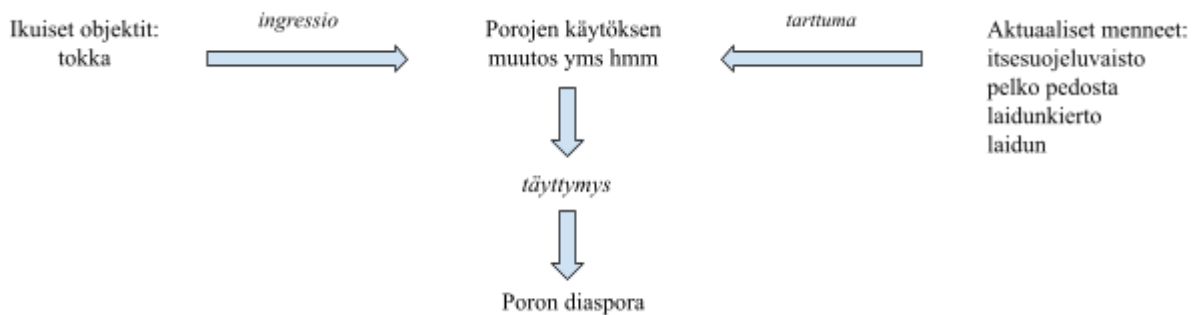 Ikuiset objektit:
tokka
ingressio
Porojen käytöksen
muutos yms hmm
tarttuma
Aktuaaliset menneet:
itsesuojeluvaisto
pelko pedosta
laidunkierto
laidun
täyttymys
Poron diaspora